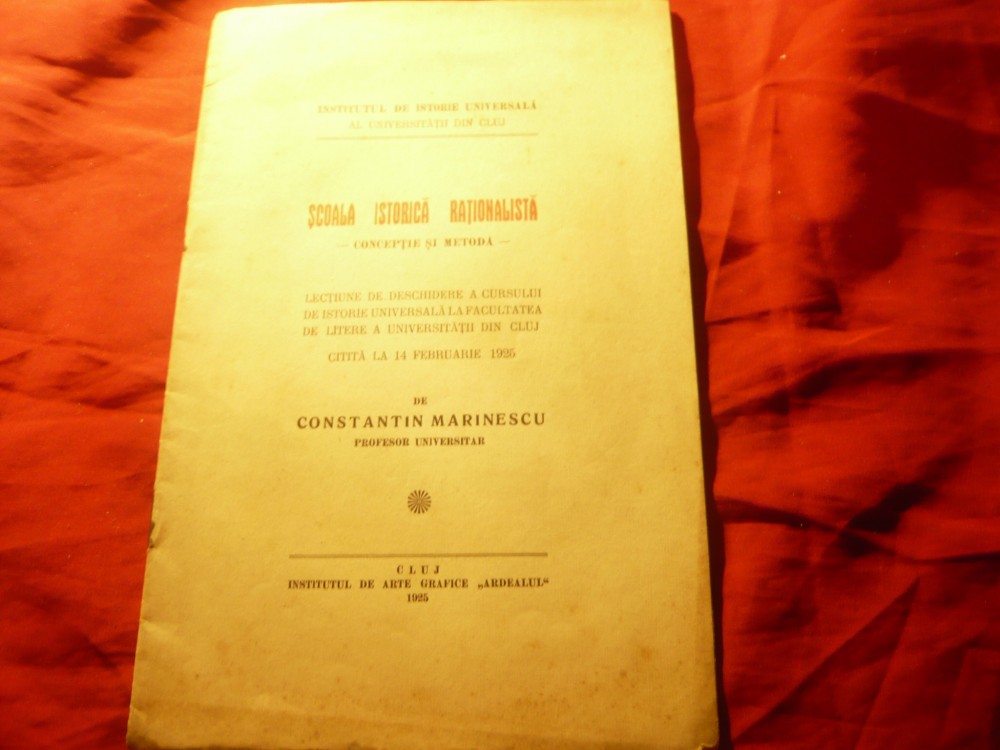 INSTITUTUL DE ISTORIE UNIVERSALĂ
AL UNIVERSITĂȚII DIN CLUJ
ȘCOALA ISTORICĂ RAȚIONALISTĂ
— CONCEPȚIE ȘI METODĂ —
LECȚIUNE DE DESCHIDERE A CURSULUI
DE ISTORIE UNIVERSALĂ LA FACULTATEA
DE LITERE A UNIVERSITĂȚII DIN CLUJ
CITITĂ LA 14 FEBRUARIE 1925
DE
CONSTANTIN MARINESCU
PROFESOR UNIVERSITAR
CLUJ
INSTITUTUL DE ARTE GRAFICE „ARDEALUL“
1925